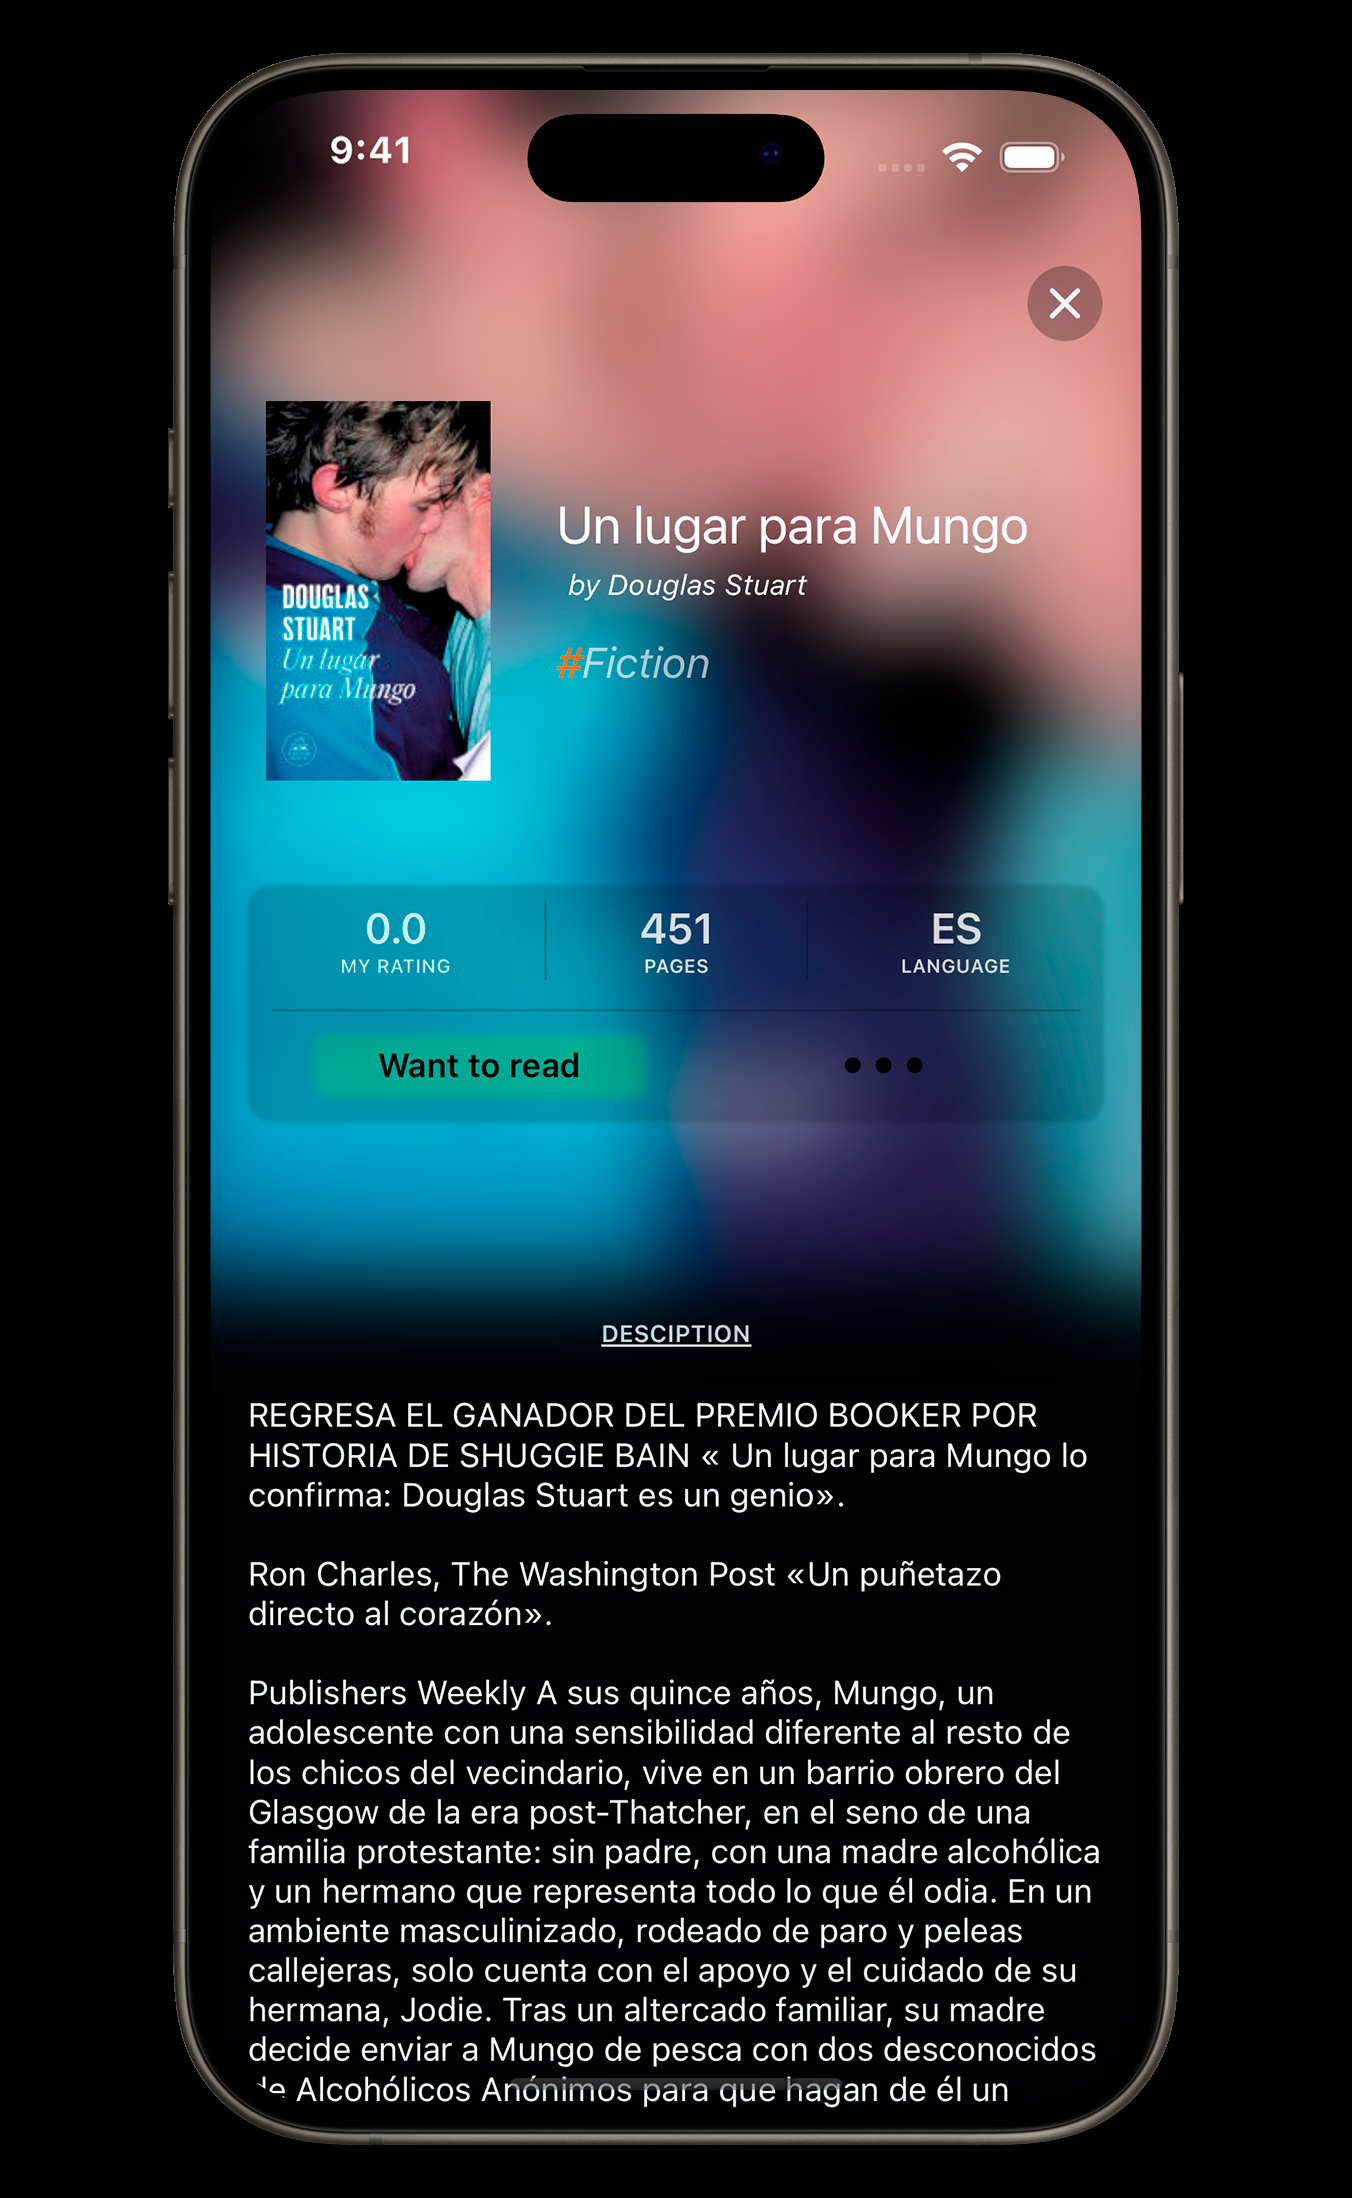 9:41
DOUGLAS
STUART
Un lugar
para Mungo
Un lugar para Mungo
by Douglas Stuart
#Fiction
0.0 451 ES
MY RATING PAGES LANGUAGE
Want to read
DESCIPTION
REGRESA EL GANADOR DEL PREMIO BOOKER POR
HISTORIA DE SHUGGIE BAIN « Un lugar para Mungo lo
confirma: Douglas Stuart es un genio».
Ron Charles, The Washington Post «Un puñetazo
directo al corazón».
Publishers Weekly A sus quince años, Mungo, un
adolescente con una sensibilidad diferente al resto de
los chicos del vecindario, vive en un barrio obrero del
Glasgow de la era post-Thatcher, en el seno de una
familia protestante: sin padre, con una madre alcohólica
y un hermano que representa todo lo que él odia. En un
ambiente masculinizado, rodeado de paro y peleas
callejeras, solo cuenta con el apoyo y el cuidado de su
hermana, Jodie. Tras un altercado familiar, su madre
decide enviar a Mungo de pesca con dos desconocidos
de Alcohólicos Anónimos para que hagan de él un